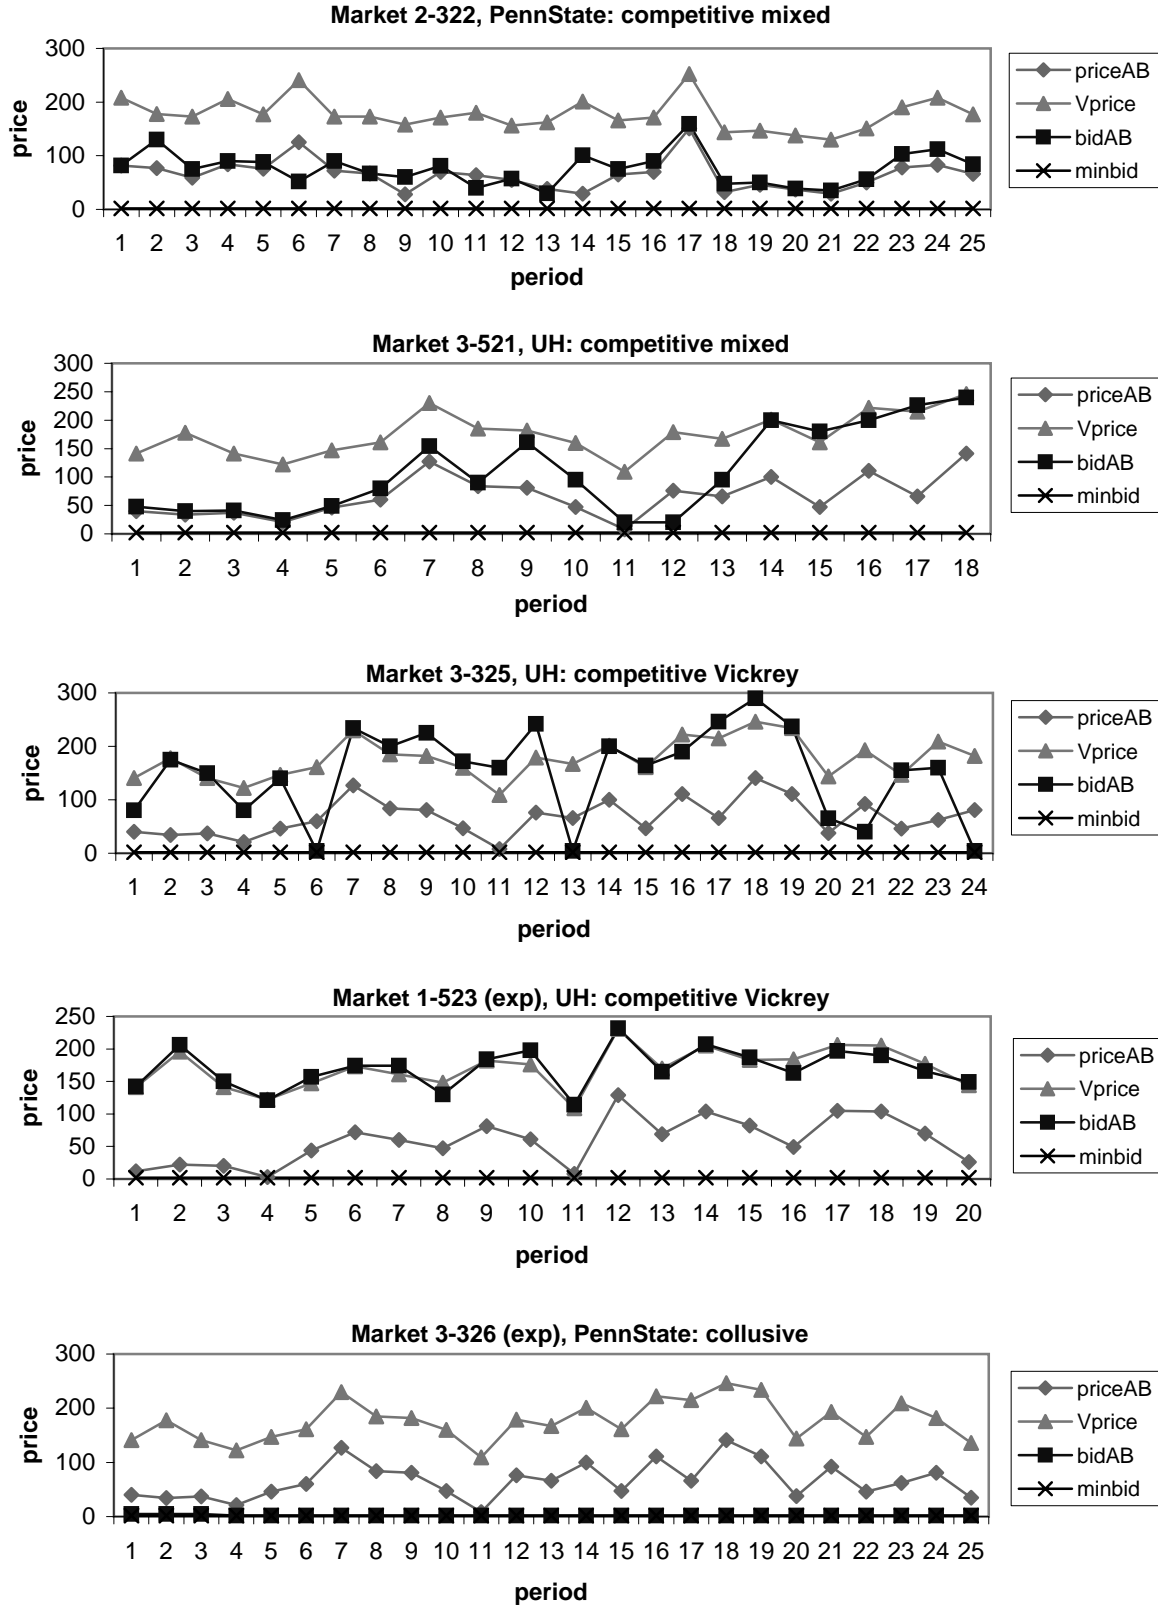 Market 2-322, PennState: competitive mixed
300
200
100
0
price
1 2 3 4 5 6 7 8 9 10 11 12 13 14 15 16 17 18 19 20 21 22 23 24 25
period
priceAB
Vprice
bidAB
minbid
Market 3-521, UH: competitive mixed
300
250
200
150
100
50
0
price
1 2 3 4 5 6 7 8 9 10 11 12 13 14 15 16 17 18
period
priceAB
Vprice
bidAB
minbid
Market 3-325, UH: competitive Vickrey
300
200
100
0
price
1 2 3 4 5 6 7 8 9 10 11 12 13 14 15 16 17 18 19 20 21 22 23 24
period
priceAB
Vprice
bidAB
minbid
Market 1-523 (exp), UH: competitive Vickrey
250
200
150
100
50
0
price
1 2 3 4 5 6 7 8 9 10 11 12 13 14 15 16 17 18 19 20
period
priceAB
Vprice
bidAB
minbid
Market 3-326 (exp), PennState: collusive
300
200
100
0
price
1 2 3 4 5 6 7 8 9 10 11 12 13 14 15 16 17 18 19 20 21 22 23 24 25
period
priceAB
Vprice
bidAB
minbid